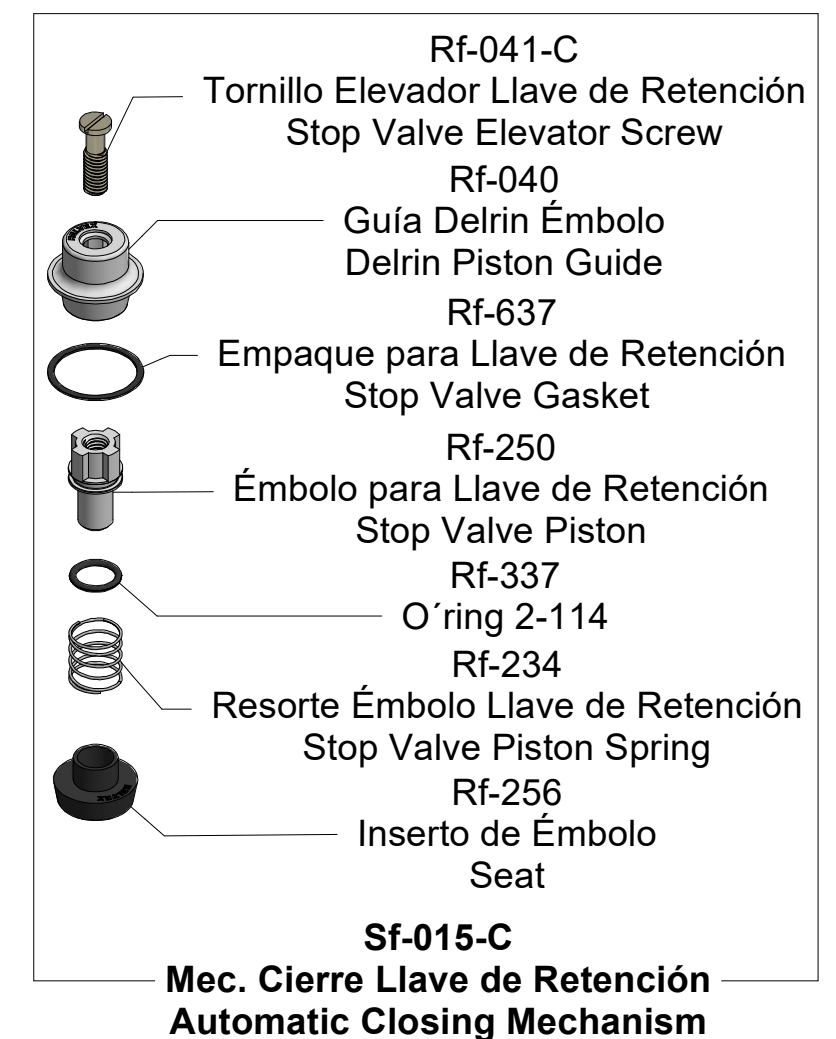 Rf-041-C
Tornillo Elevador Llave de Retención
Stop Valve Elevator Screw
Rf-040
Guía Delrin Émbolo
Delrin Piston Guide
Rf-637
Empaque para Llave de Retención
Stop Valve Gasket
Rf-250
Émbolo para Llave de Retención
Stop Valve Piston
Rf-337
O´ring 2-114
Rf-234
Resorte Émbolo Llave de Retención
Stop Valve Piston Spring
Rf-256
Inserto de Émbolo
Seat
Sf-015-C
Mec. Cierre Llave de Retención
Automatic Closing Mechanism